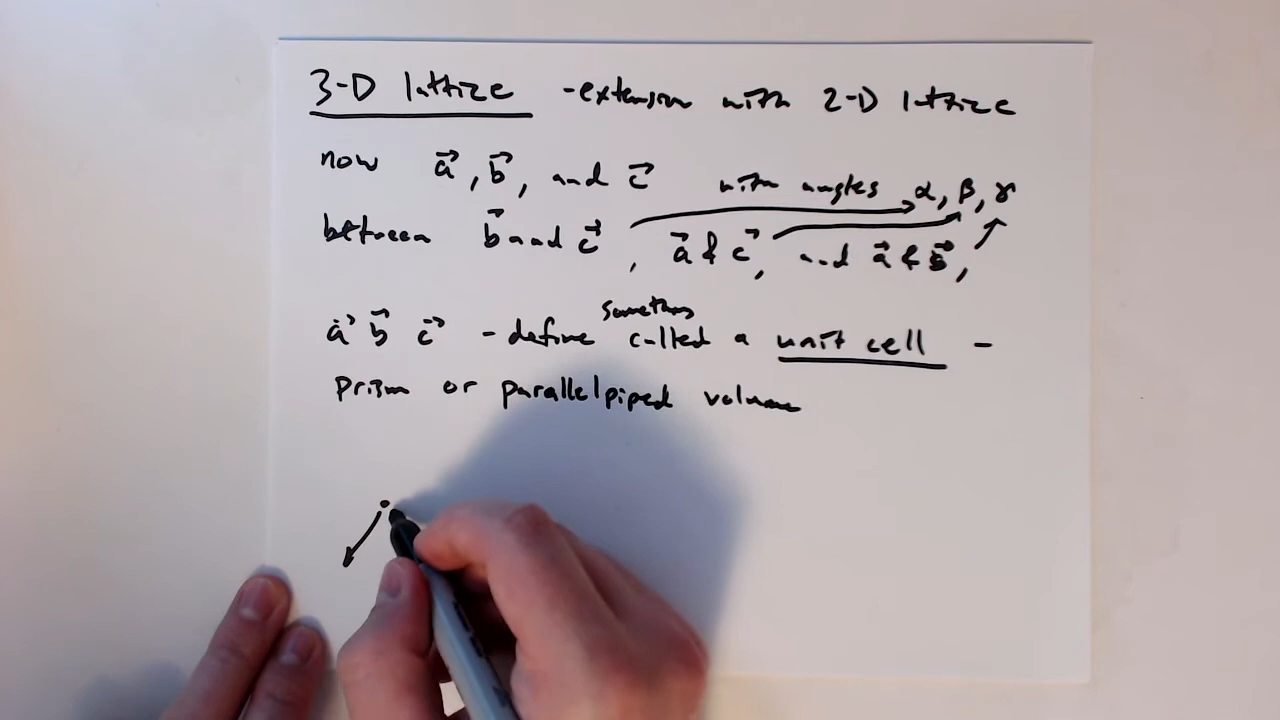 3-D lattice - extension with 2-D lattice
now a⃗, b⃗, and c⃗ with angles α, β, γ
between b⃗ and c⃗, a⃗ & c⃗, and a⃗ & b⃗,
something
a⃗ b⃗ c⃗ - define called a unit cell -
prism or parallelpiped volume